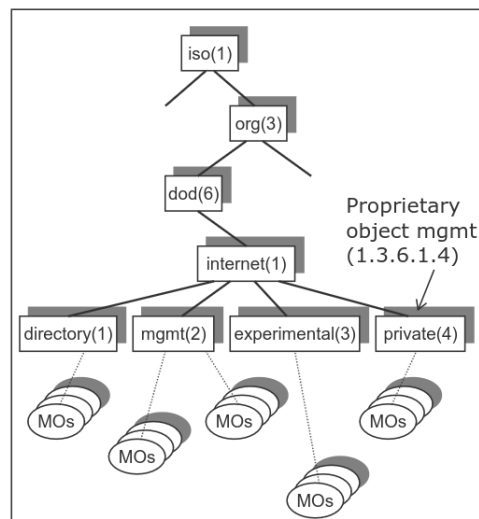 iso(1)
org(3)
dod(6)
Proprietary
object mgmt
(1.3.6.1.4)
internet(1)
directory(1) mgmt(2) experimental(3) private(4)
MOs MOs MOs MOs
MOs